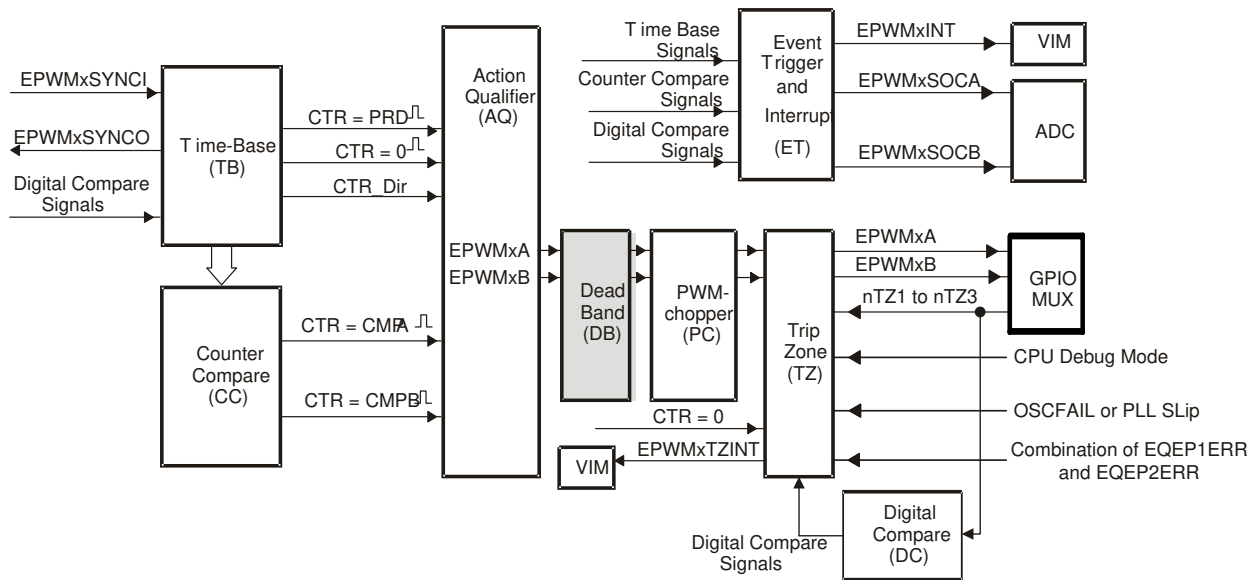 EPWMxSYNCI
EPWMxSYNCO
Digital Compare
Signals
Time-Base
(TB)
CTR = PRD
CTR = 0
CTR_Dir
Counter
Compare
(CC)
CTR = CMPA
CTR = CMPB
Action
Qualifier
(AQ)
EPWMxA
EPWMxB
Time Base
Signals
Counter Compare
Signals
Digital Compare
Signals
Event
Trigger
and
Interrupt
(ET)
EPWMxINT
EPWMxSOCA
EPWMxSOCB
VIM
ADC
Dead
Band
(DB)
PWM-
chopper
(PC)
Trip
Zone
(TZ)
EPWMxA
EPWMxB
nTZ1 to nTZ3
GPIO
MUX
CPU Debug Mode
OSCFAIL or PLL SLip
Combination of EQEP1ERR
and EQEP2ERR
CTR = 0
EPWMxTZINT
VIM
Digital Compare
Signals
Digital
Compare
(DC)